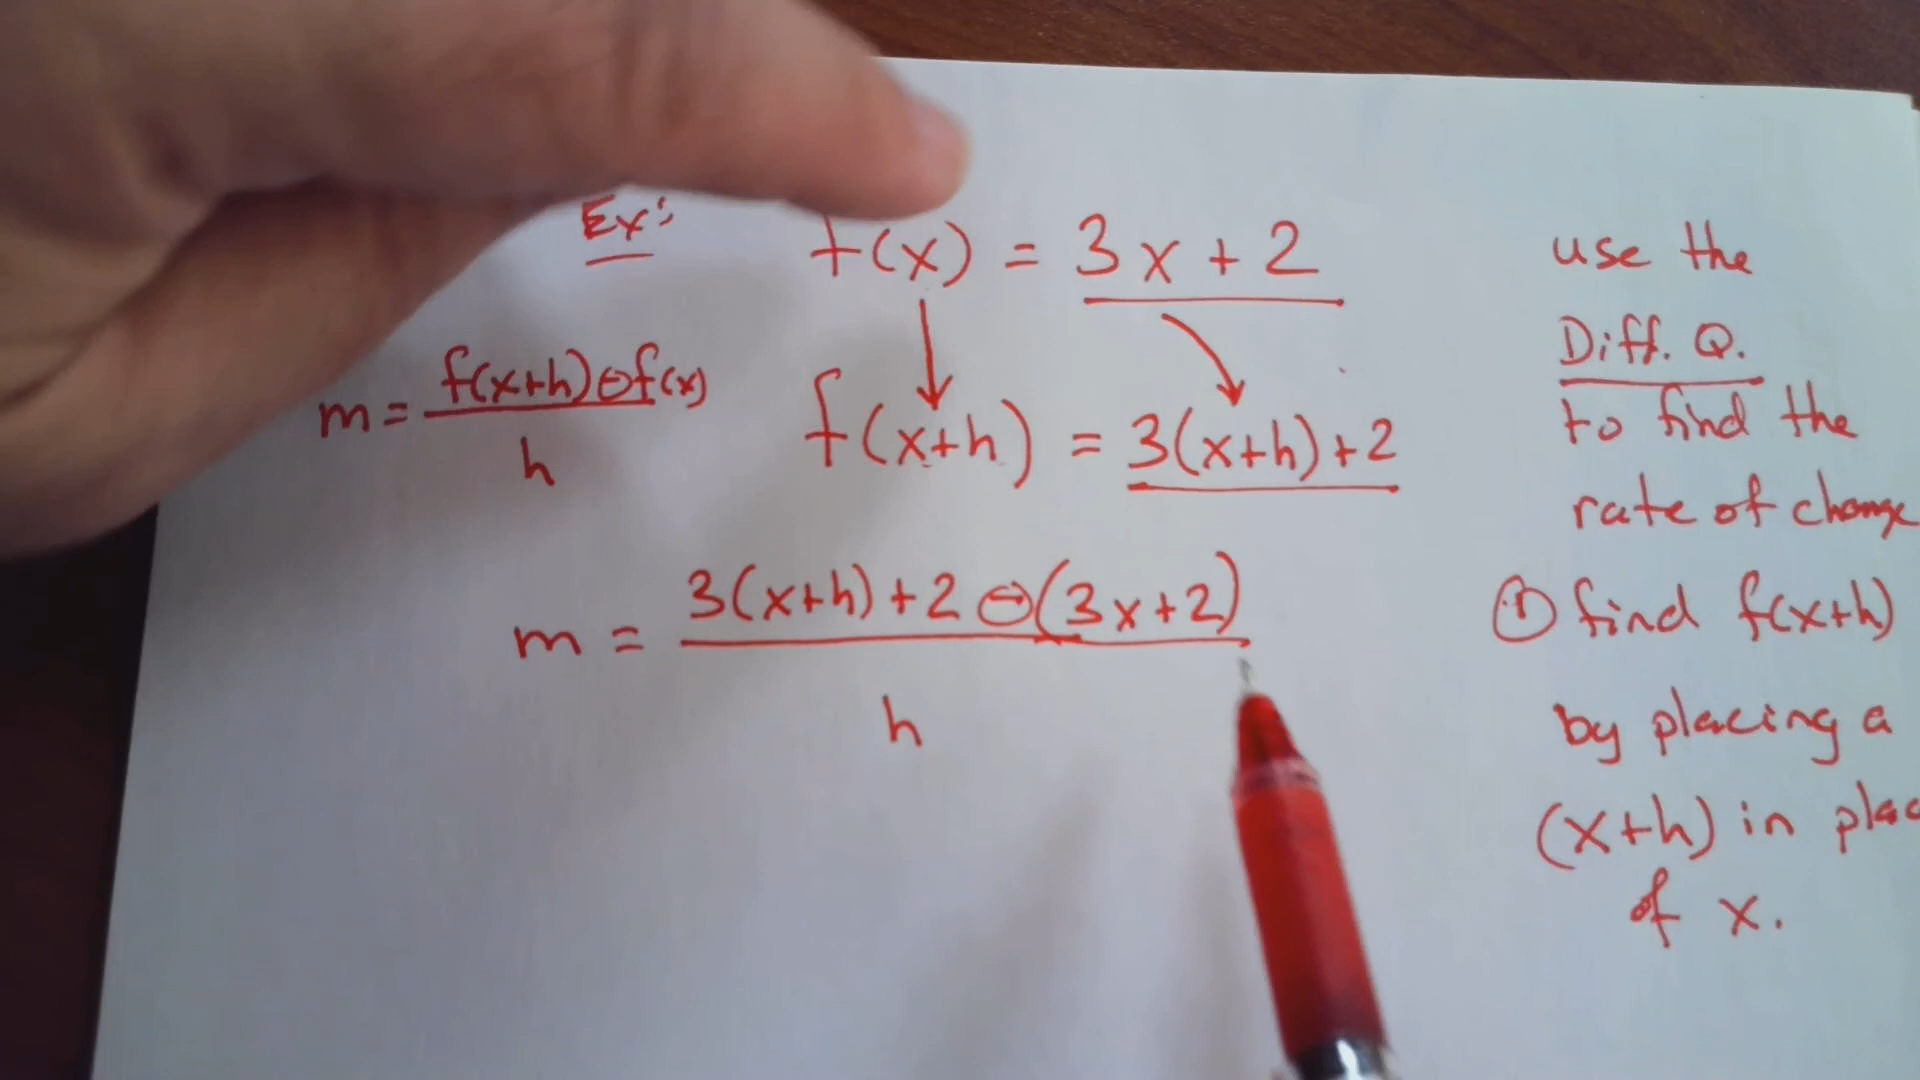 Ex:
f(x) = 3x+2
m = f(x+h)⊖f(x)
h
f(x+h) = 3(x+h)+2
m = 3(x+h)+2⊖(3x+2)
h
use the
Diff. Q.
to find the
rate of change
① find f(x+h)
by placing a
(x+h) in plac
of x.